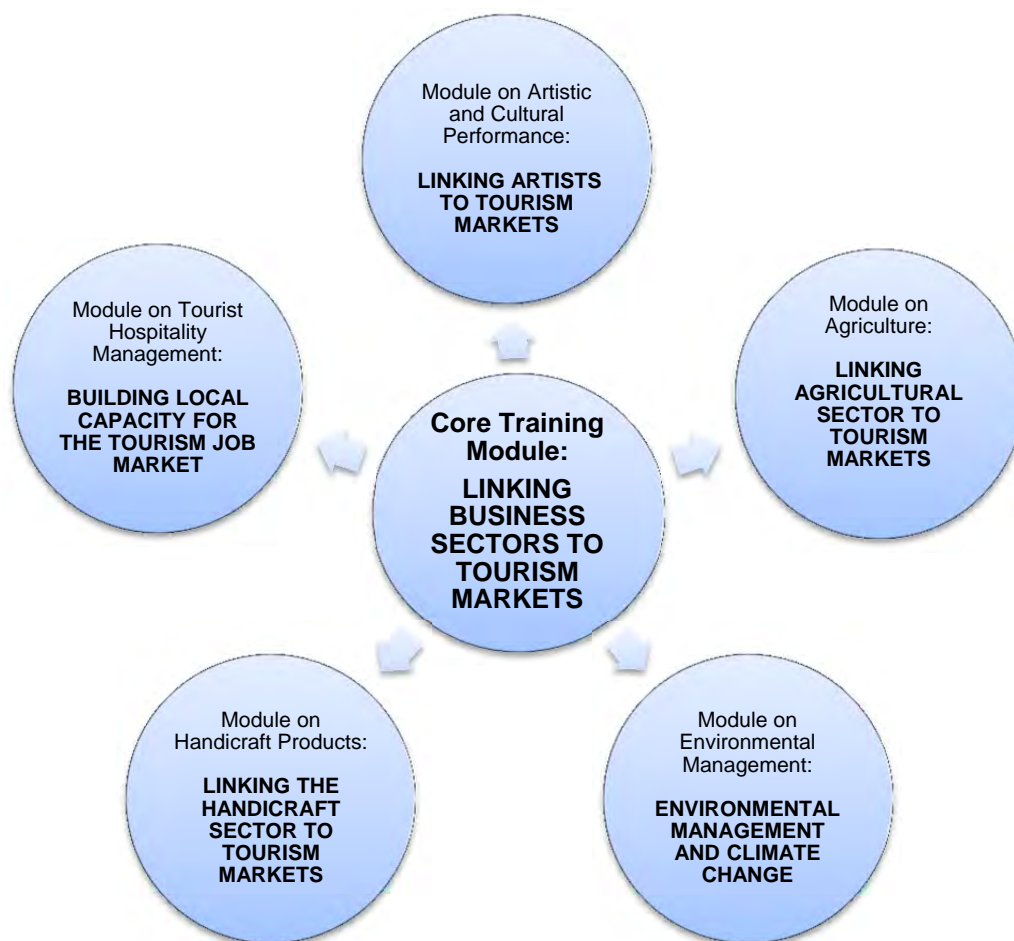 Module on Artistic
and Cultural
Performance:
LINKING ARTISTS
TO TOURISM
MARKETS
Module on Tourist
Hospitality
Management:
BUILDING LOCAL
CAPACITY FOR
THE TOURISM JOB
MARKET
Module on
Agriculture:
LINKING
AGRICULTURAL
SECTOR TO
TOURISM
MARKETS
Core Training
Module:
LINKING
BUSINESS
SECTORS TO
TOURISM
MARKETS
Module on
Handicraft Products:
LINKING THE
HANDICRAFT
SECTOR TO
TOURISM
MARKETS
Module on
Environmental
Management:
ENVIRONMENTAL
MANAGEMENT
AND CLIMATE
CHANGE